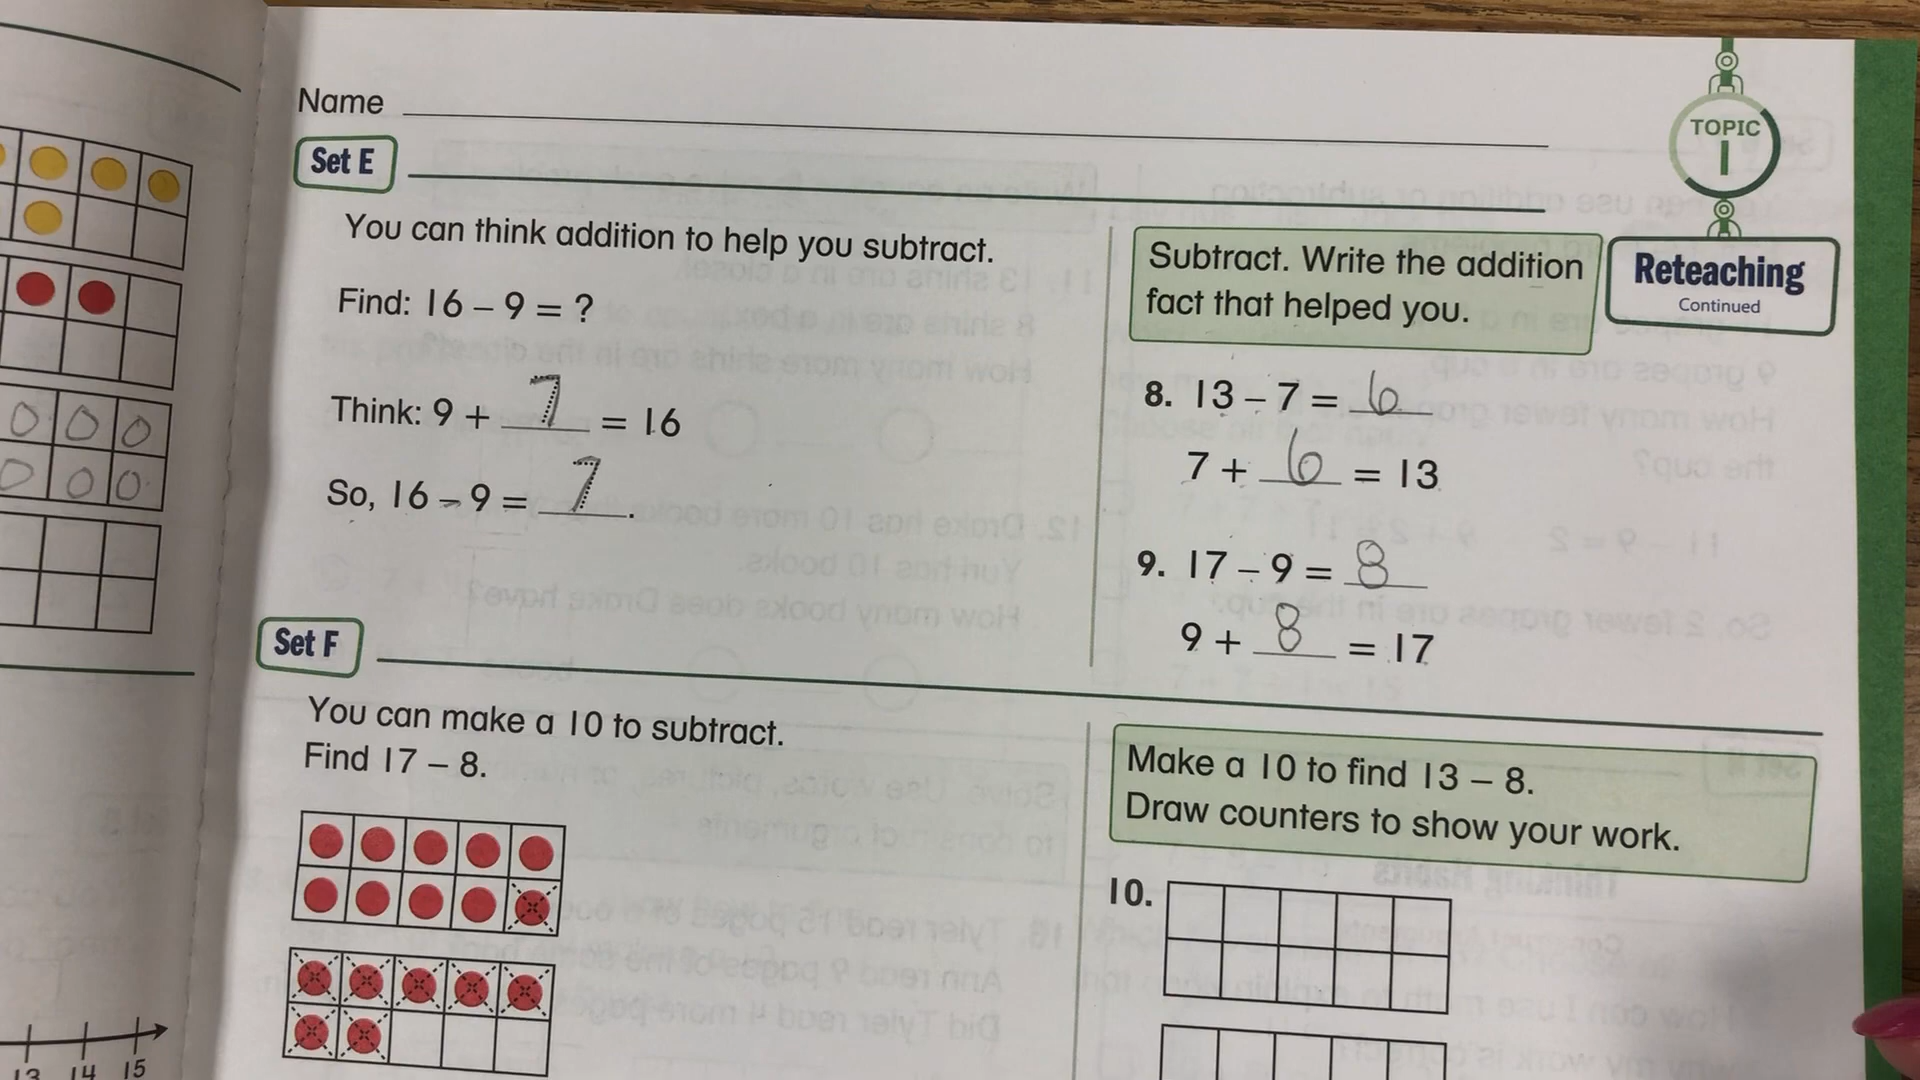 Name
TOPIC
1
Set E
You can think addition to help you subtract.
Find: 16 – 9 = ?
Think: 9 + 7 = 16
So, 16 – 9 = 7.
Subtract. Write the addition
fact that helped you.
Reteaching
Continued
8. 13 – 7 = 6
7 + 6 = 13
9. 17 – 9 = 8
9 + 8 = 17
Set F
You can make a 10 to subtract.
Find 17 – 8.
Make a 10 to find 13 – 8.
Draw counters to show your work.
10.
13 14 15